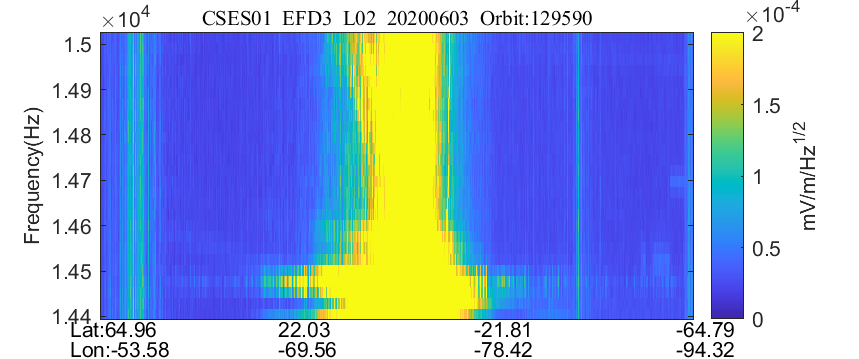 ×10⁴ CSES01 EFD3 L02 20200603 Orbit:129590 ×10⁻⁴
1.5
1.49
1.48
1.47
1.46
1.45
1.44
Frequency(Hz)
2
1.5
1
0.5
0
mV/m/Hz^1/2
Lat:64.96 22.03 -21.81 -64.79
Lon:-53.58 -69.56 -78.42 -94.32